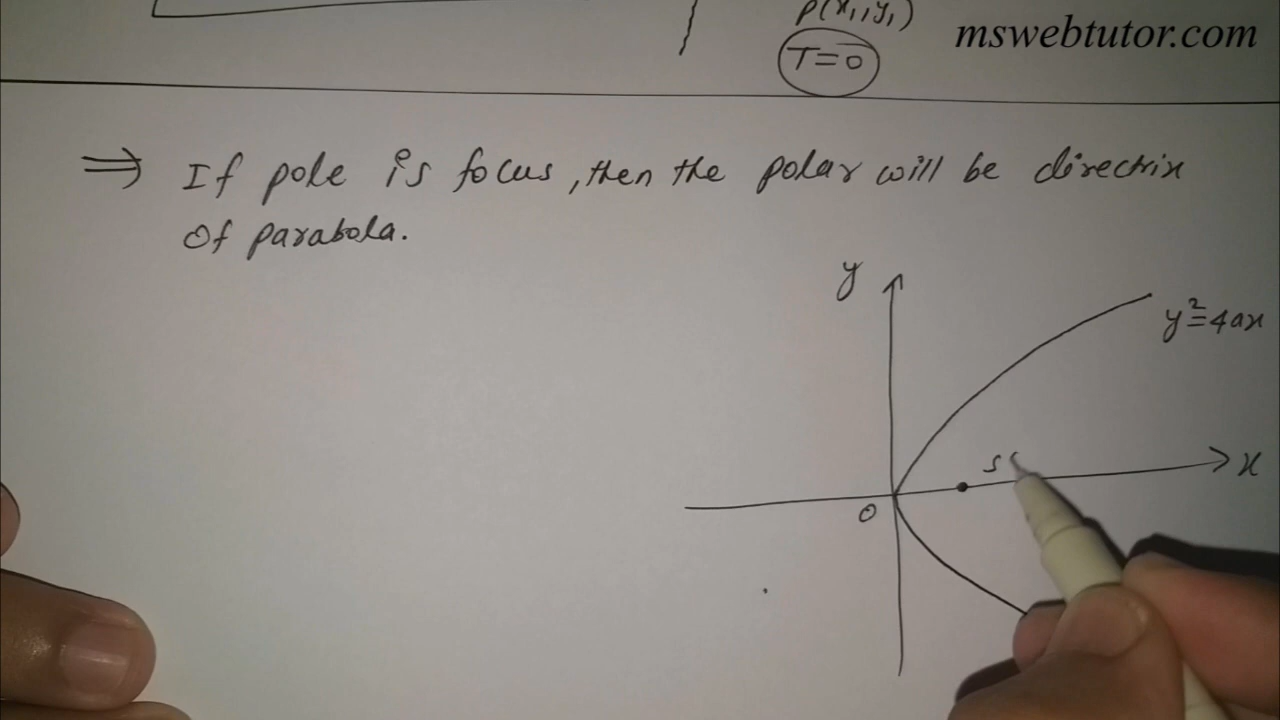 P(x₁,y₁)
mswebtutor.com
T=0
⇒ If pole is focus, then the polar will be directrix
of parabola.
y
y²=4ax
S(
x
O